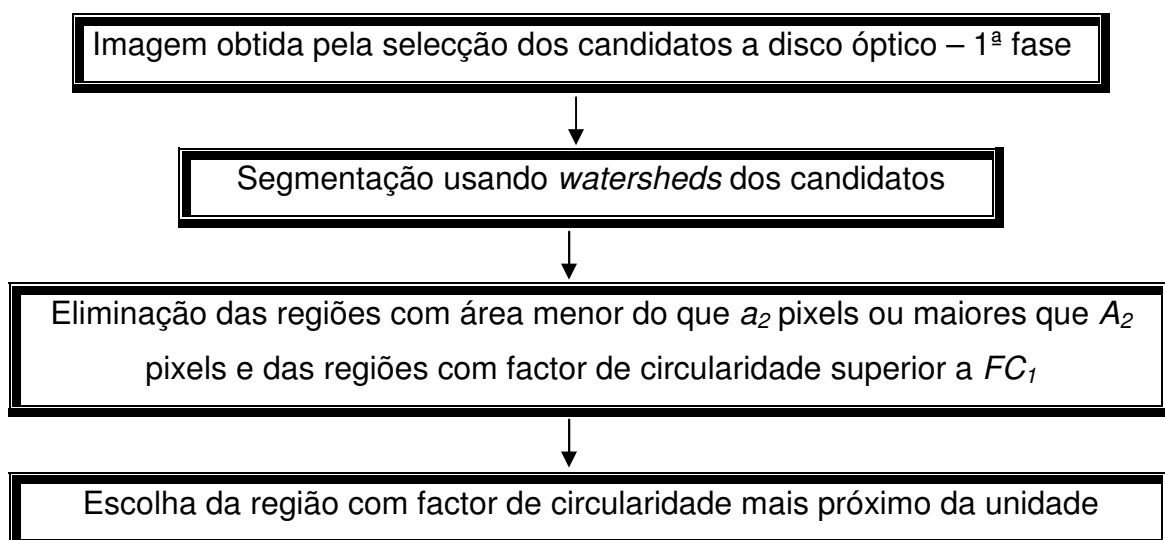 Imagem obtida pela selecção dos candidatos a disco óptico – 1ª fase
Segmentação usando watersheds dos candidatos
Eliminação das regiões com área menor do que a₂ pixels ou maiores que A₂
pixels e das regiões com factor de circularidade superior a FC₁
Escolha da região com factor de circularidade mais próximo da unidade